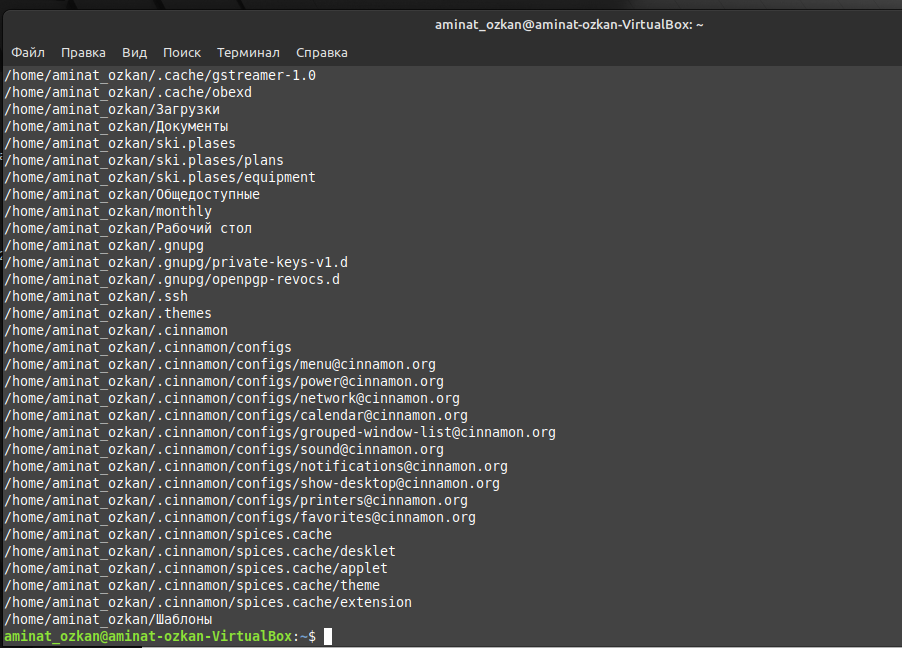 aminat_ozkan@aminat-ozkan-VirtualBox: ~
Файл Правка Вид Поиск Терминал Справка
/home/aminat_ozkan/.cache/gstreamer-1.0
/home/aminat_ozkan/.cache/obexd
/home/aminat_ozkan/Загрузки
/home/aminat_ozkan/Документы
/home/aminat_ozkan/ski.plases
/home/aminat_ozkan/ski.plases/plans
/home/aminat_ozkan/ski.plases/equipment
/home/aminat_ozkan/Общедоступные
/home/aminat_ozkan/monthly
/home/aminat_ozkan/Рабочий стол
/home/aminat_ozkan/.gnupg
/home/aminat_ozkan/.gnupg/private-keys-v1.d
/home/aminat_ozkan/.gnupg/openpgp-revocs.d
/home/aminat_ozkan/.ssh
/home/aminat_ozkan/.themes
/home/aminat_ozkan/.cinnamon
/home/aminat_ozkan/.cinnamon/configs
/home/aminat_ozkan/.cinnamon/configs/menu@cinnamon.org
/home/aminat_ozkan/.cinnamon/configs/power@cinnamon.org
/home/aminat_ozkan/.cinnamon/configs/network@cinnamon.org
/home/aminat_ozkan/.cinnamon/configs/calendar@cinnamon.org
/home/aminat_ozkan/.cinnamon/configs/grouped-window-list@cinnamon.org
/home/aminat_ozkan/.cinnamon/configs/sound@cinnamon.org
/home/aminat_ozkan/.cinnamon/configs/notifications@cinnamon.org
/home/aminat_ozkan/.cinnamon/configs/show-desktop@cinnamon.org
/home/aminat_ozkan/.cinnamon/configs/printers@cinnamon.org
/home/aminat_ozkan/.cinnamon/configs/favorites@cinnamon.org
/home/aminat_ozkan/.cinnamon/spices.cache
/home/aminat_ozkan/.cinnamon/spices.cache/desklet
/home/aminat_ozkan/.cinnamon/spices.cache/applet
/home/aminat_ozkan/.cinnamon/spices.cache/theme
/home/aminat_ozkan/.cinnamon/spices.cache/extension
/home/aminat_ozkan/Шаблоны
aminat_ozkan@aminat-ozkan-VirtualBox:~$